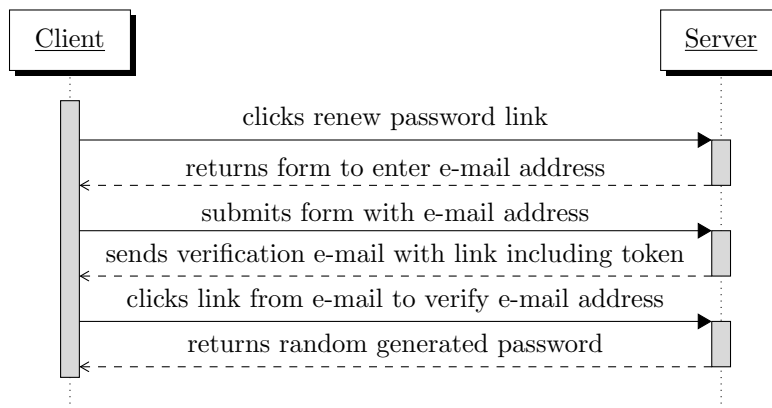 Client
Server
clicks renew password link
returns form to enter e-mail address
submits form with e-mail address
sends verification e-mail with link including token
clicks link from e-mail to verify e-mail address
returns random generated password